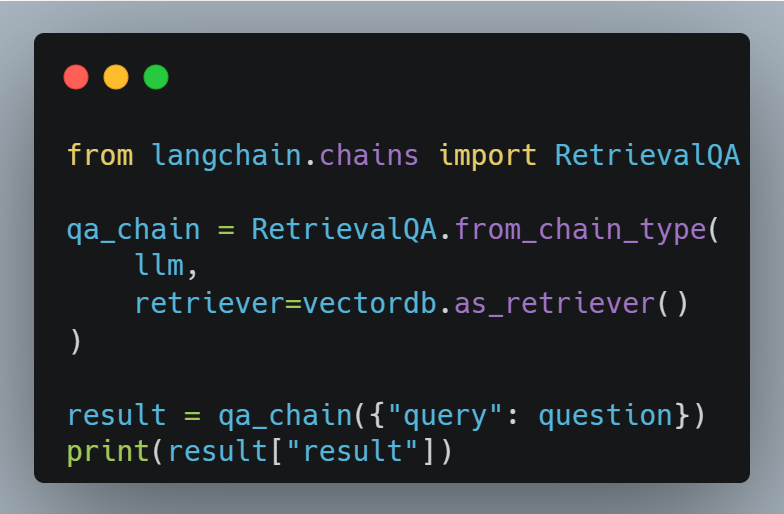 from langchain.chains import RetrievalQA
qa_chain = RetrievalQA.from_chain_type(
    llm,
    retriever=vectordb.as_retriever()
)
result = qa_chain({"query": question})
print(result["result"])